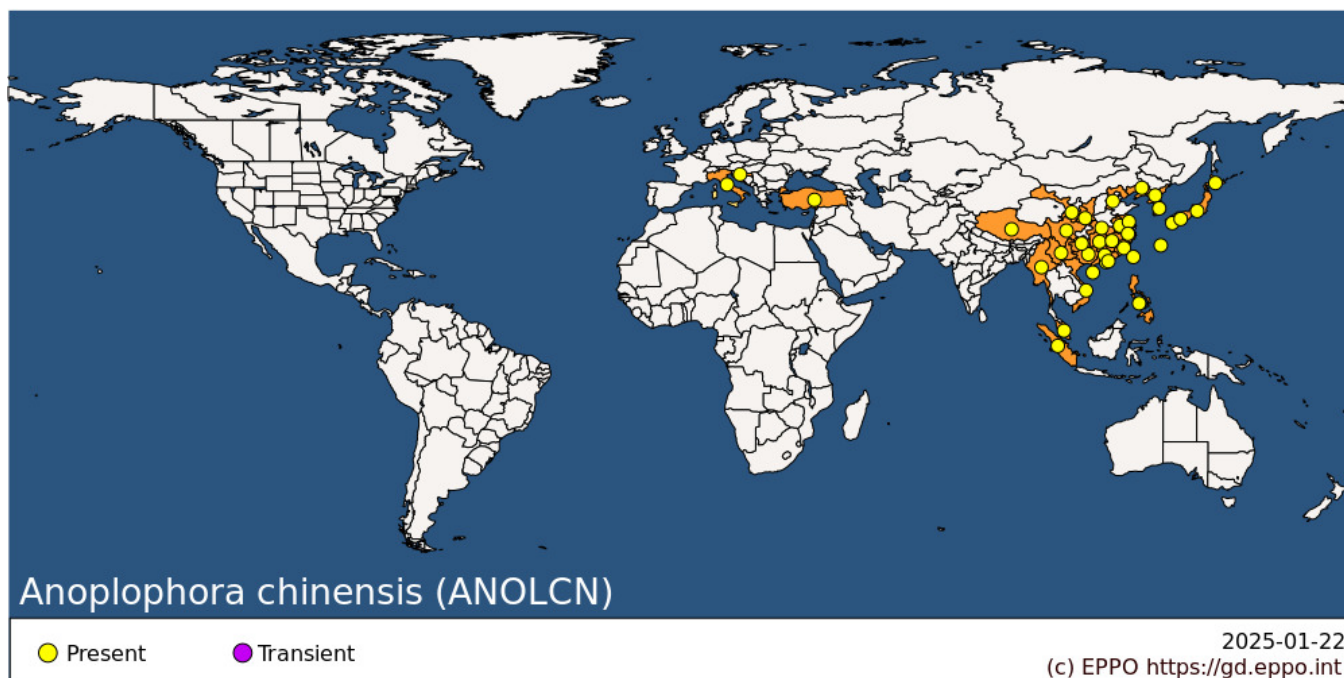 Anoplophora chinensis (ANOLCN)
Present
Transient
2025-01-22
(c) EPPO https://gd.eppo.int